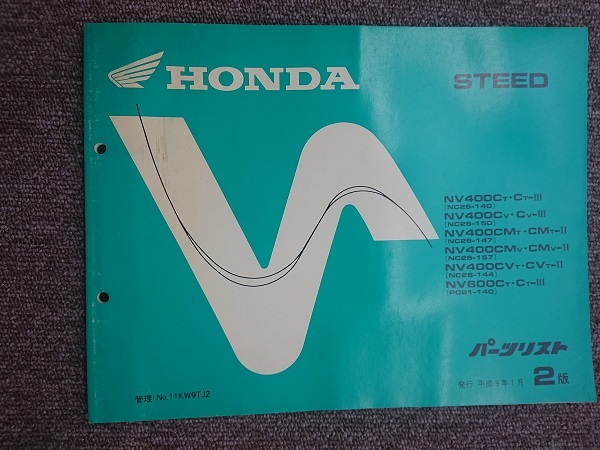 HONDA
STEED
NV400CT・CT-III
[NC26-140]
NV400CV・CV-III
[NC26-150]
NV400CMT・CMT-II
[NC26-147]
NV400CMV・CMV-II
[NC26-157]
NV400CVT・CVT-II
[NC26-144]
NV600CT・CT-III
[PC21-140]
パーツリスト
発行 平成9年1月 2版
管理 No.11KW9TJ2